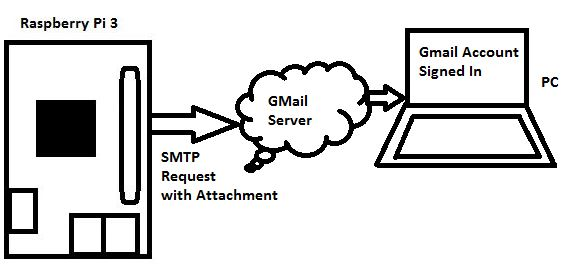 Raspberry Pi 3
Gmail Account
Signed In
PC
GMail
Server
SMTP
Request
with Attachment